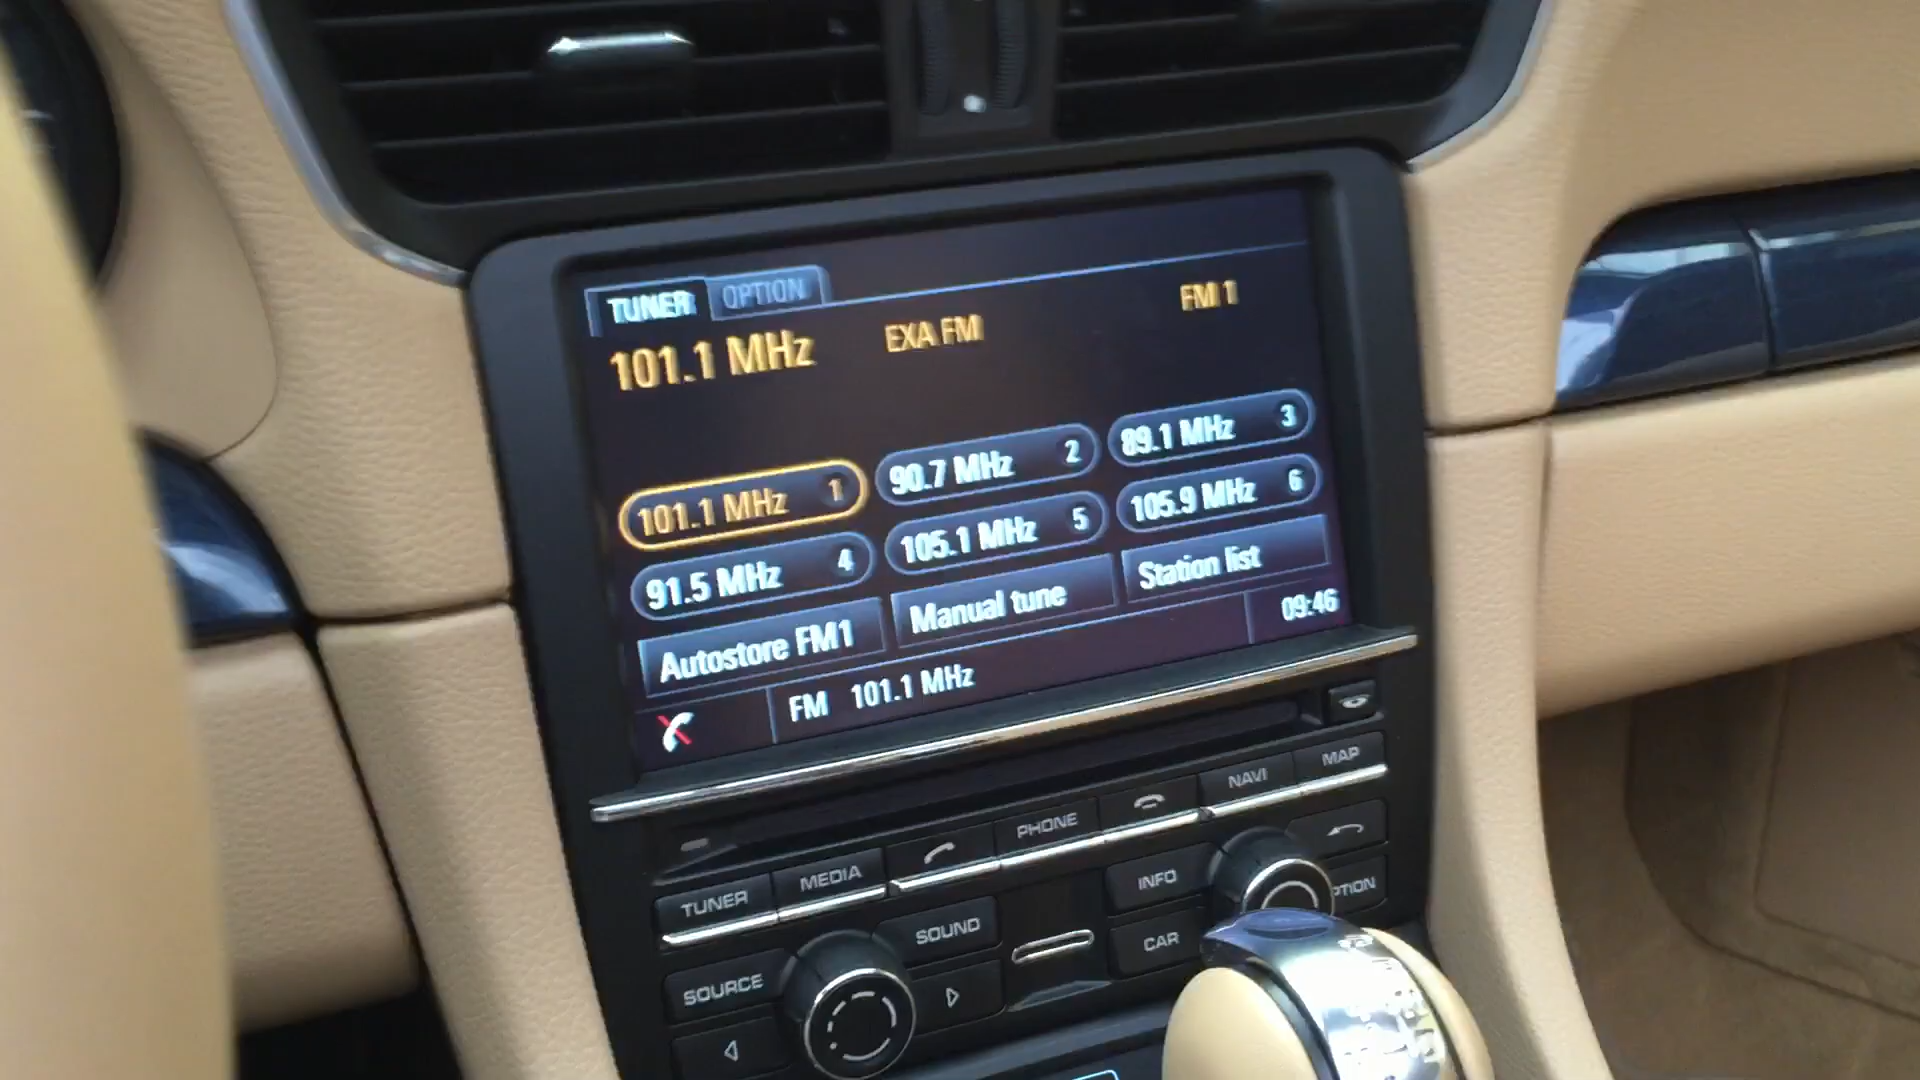 TUNER OPTION
101.1 MHz EXA FM FM 1
101.1 MHz 1 90.7 MHz 2 89.1 MHz 3
91.5 MHz 4 105.1 MHz 5 105.9 MHz 6
Autostore FM1 Manual tune Station list
FM 101.1 MHz 09:46
TUNER MEDIA PHONE NAVI MAP
SOURCE SOUND INFO
CAR